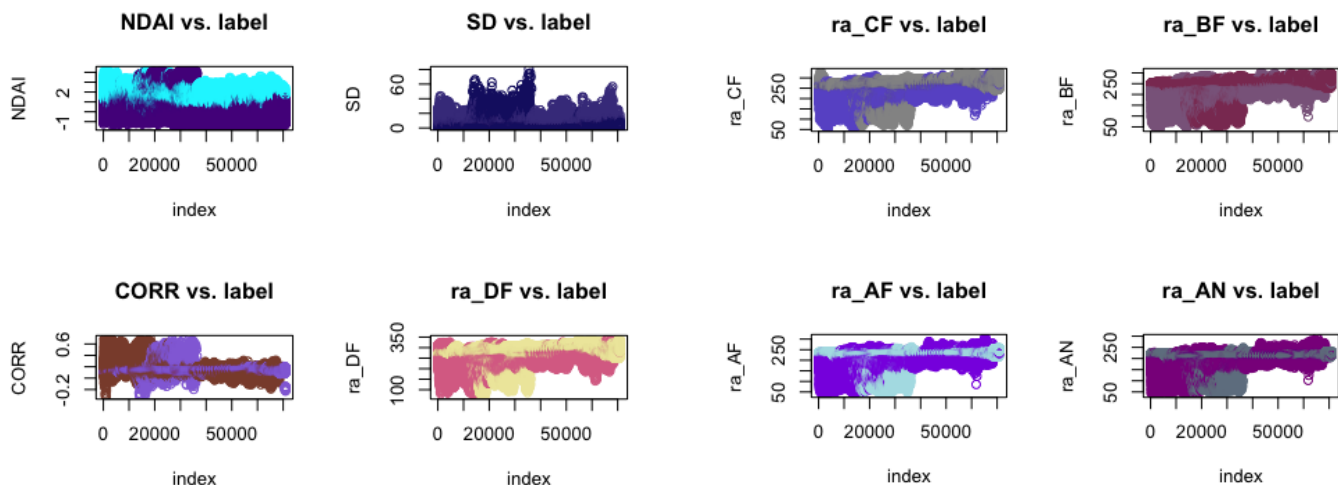 NDAI vs. label
NDAI
2
-1
0 20000 50000
index
SD vs. label
SD
60
0
0 20000 50000
index
ra_CF vs. label
ra_CF
250
50
0 20000 50000
index
ra_BF vs. label
ra_BF
250
50
0 20000 50000
index
CORR vs. label
CORR
0.6
-0.2
0 20000 50000
index
ra_DF vs. label
ra_DF
350
100
0 20000 50000
index
ra_AF vs. label
ra_AF
250
50
0 20000 50000
index
ra_AN vs. label
ra_AN
250
50
0 20000 50000
index